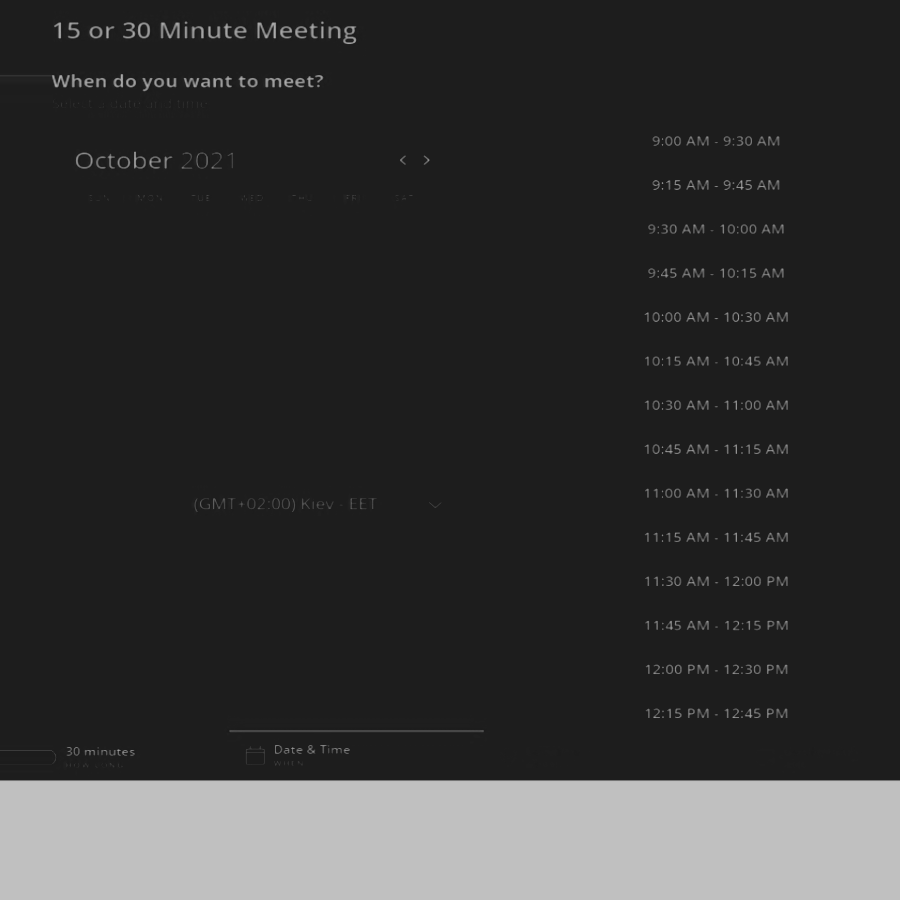 15 or 30 Minute Meeting
When do you want to meet?
Select a date and time
October 2021
SUN MON TUE WED THU FRI SAT
(GMT+02:00) Kiev - EET
9:00 AM - 9:30 AM
9:15 AM - 9:45 AM
9:30 AM - 10:00 AM
9:45 AM - 10:15 AM
10:00 AM - 10:30 AM
10:15 AM - 10:45 AM
10:30 AM - 11:00 AM
10:45 AM - 11:15 AM
11:00 AM - 11:30 AM
11:15 AM - 11:45 AM
11:30 AM - 12:00 PM
11:45 AM - 12:15 PM
12:00 PM - 12:30 PM
12:15 PM - 12:45 PM
30 minutes
Date & Time
WHEN